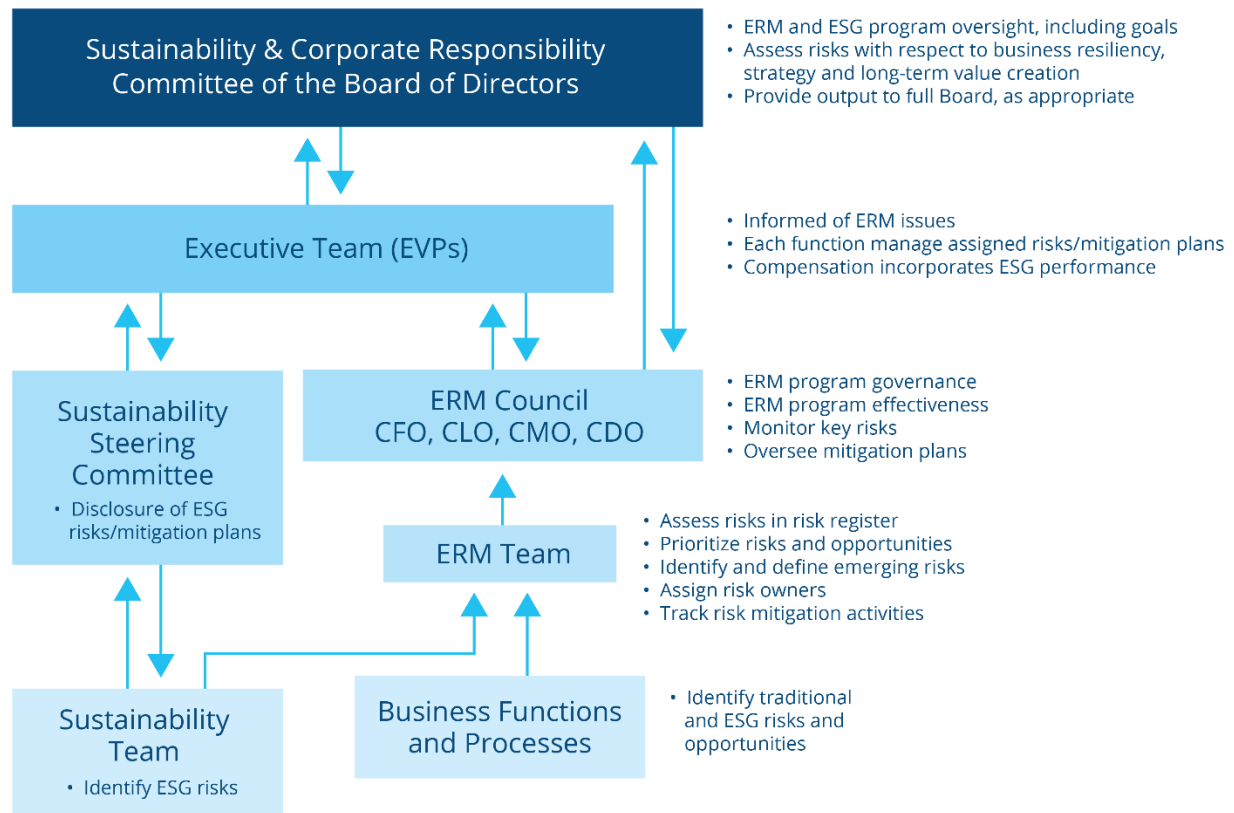 Sustainability & Corporate Responsibility
Committee of the Board of Directors
• ERM and ESG program oversight, including goals
• Assess risks with respect to business resiliency,
strategy and long-term value creation
• Provide output to full Board, as appropriate
Executive Team (EVPs)
• Informed of ERM issues
• Each function manage assigned risks/mitigation plans
• Compensation incorporates ESG performance
Sustainability
Steering
Committee
• Disclosure of ESG
risks/mitigation plans
ERM Council
CFO, CLO, CMO, CDO
• ERM program governance
• ERM program effectiveness
• Monitor key risks
• Oversee mitigation plans
ERM Team
• Assess risks in risk register
• Prioritize risks and opportunities
• Identify and define emerging risks
• Assign risk owners
• Track risk mitigation activities
Sustainability
Team
• Identify ESG risks
Business Functions
and Processes
• Identify traditional
and ESG risks and
opportunities